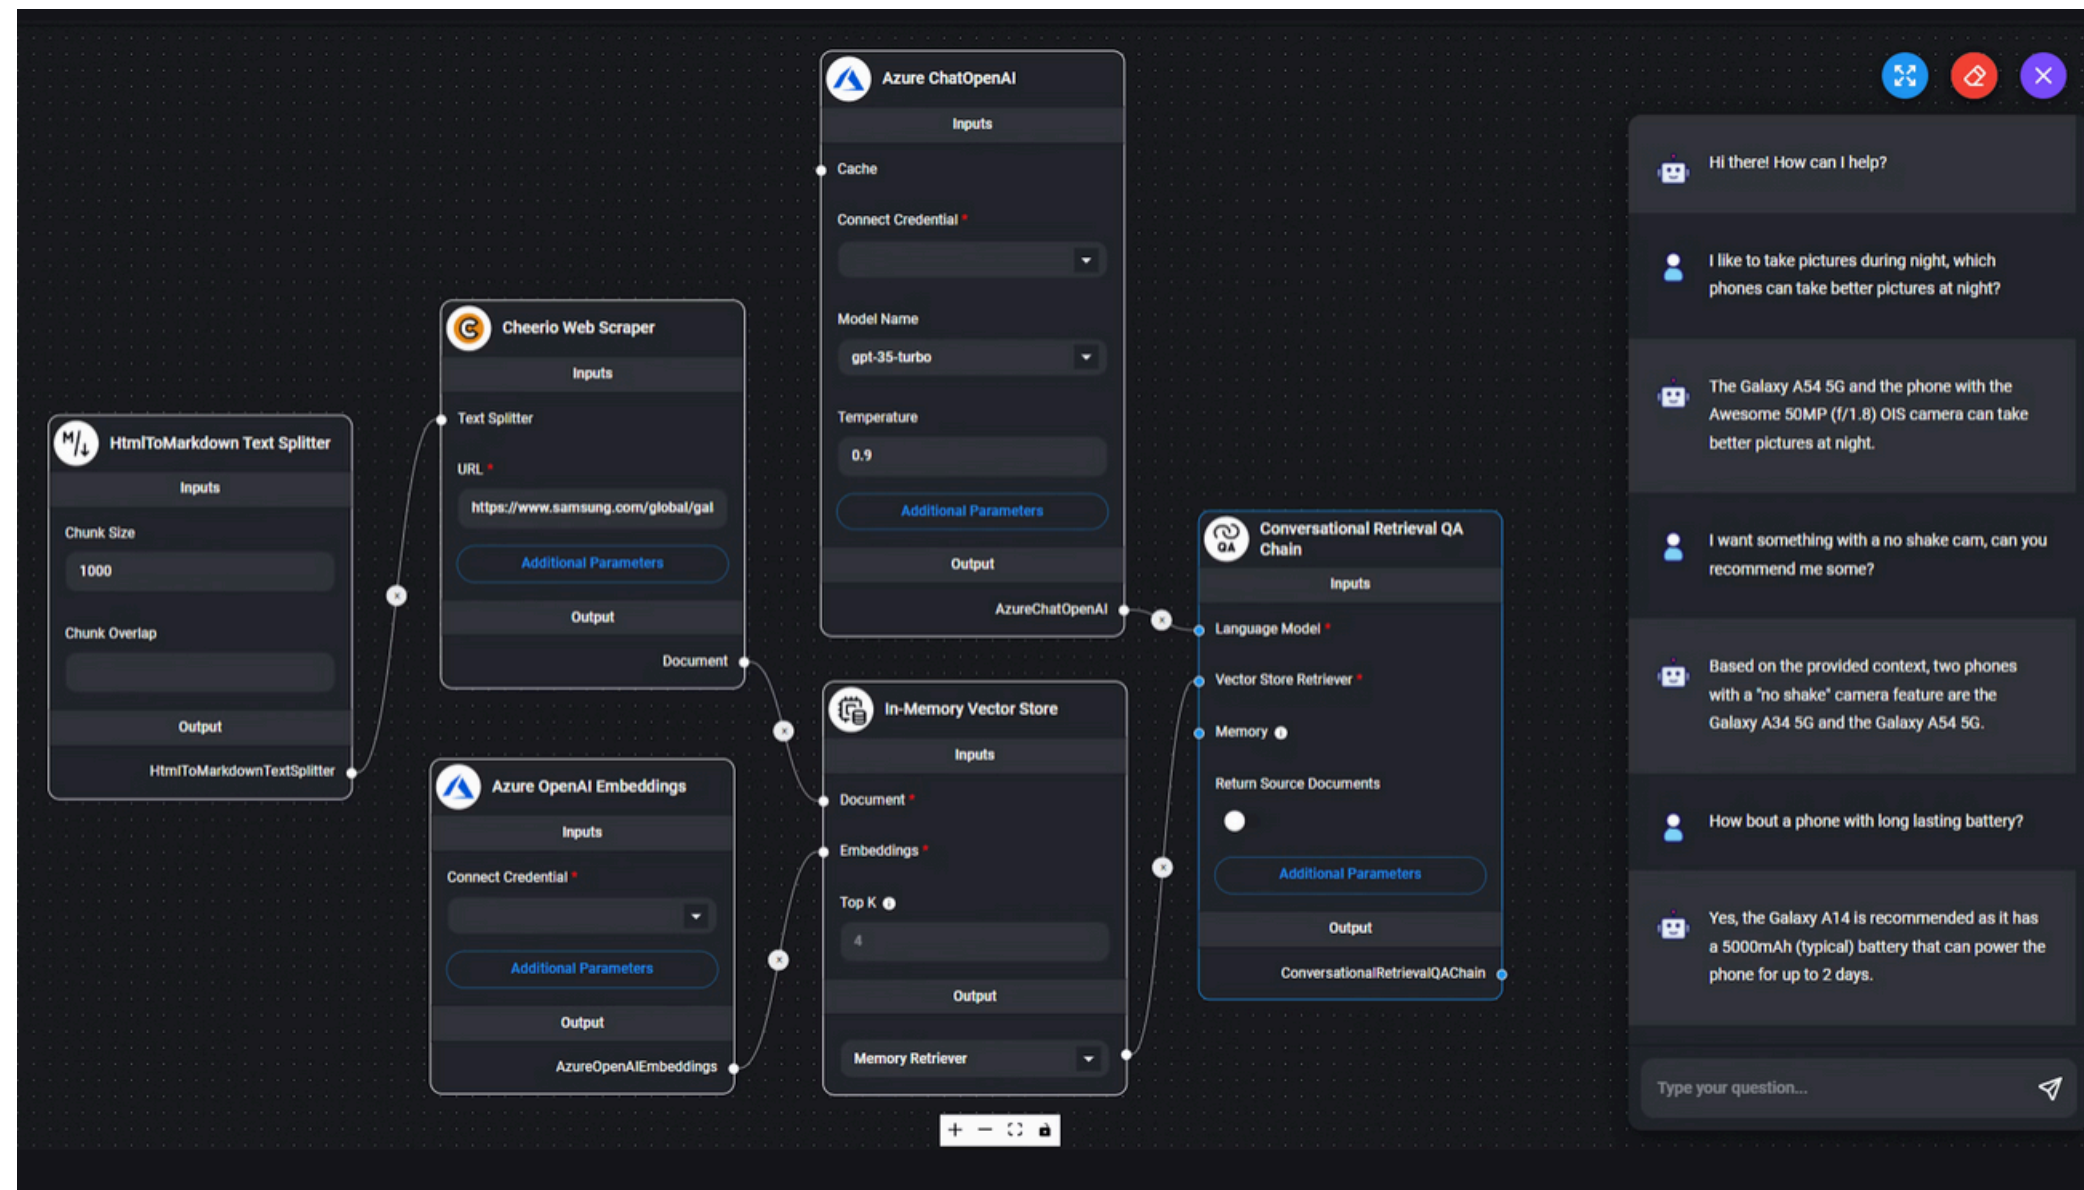 HtmlToMarkdown Text Splitter
Inputs
Chunk Size
1000
Chunk Overlap
Output
HtmlToMarkdownTextSplitter
Cheerio Web Scraper
Inputs
Text Splitter
URL *
https://www.samsung.com/global/gal
Additional Parameters
Output
Document
Azure OpenAI Embeddings
Inputs
Connect Credential *
Additional Parameters
Output
AzureOpenAIEmbeddings
Azure ChatOpenAI
Inputs
Cache
Connect Credential *
Model Name
gpt-35-turbo
Temperature
0.9
Additional Parameters
Output
AzureChatOpenAI
In-Memory Vector Store
Inputs
Document *
Embeddings *
Top K
4
Output
Memory Retriever
Conversational Retrieval QA
Chain
Inputs
Language Model *
Vector Store Retriever *
Memory
Return Source Documents
Additional Parameters
Output
ConversationalRetrievalQAChain
Hi there! How can I help?
I like to take pictures during night, which
phones can take better pictures at night?
The Galaxy A54 5G and the phone with the
Awesome 50MP (f/1.8) OIS camera can take
better pictures at night.
I want something with a no shake cam, can you
recommend me some?
Based on the provided context, two phones
with a "no shake" camera feature are the
Galaxy A34 5G and the Galaxy A54 5G.
How bout a phone with long lasting battery?
Yes, the Galaxy A14 is recommended as it has
a 5000mAh (typical) battery that can power the
phone for up to 2 days.
Type your question...